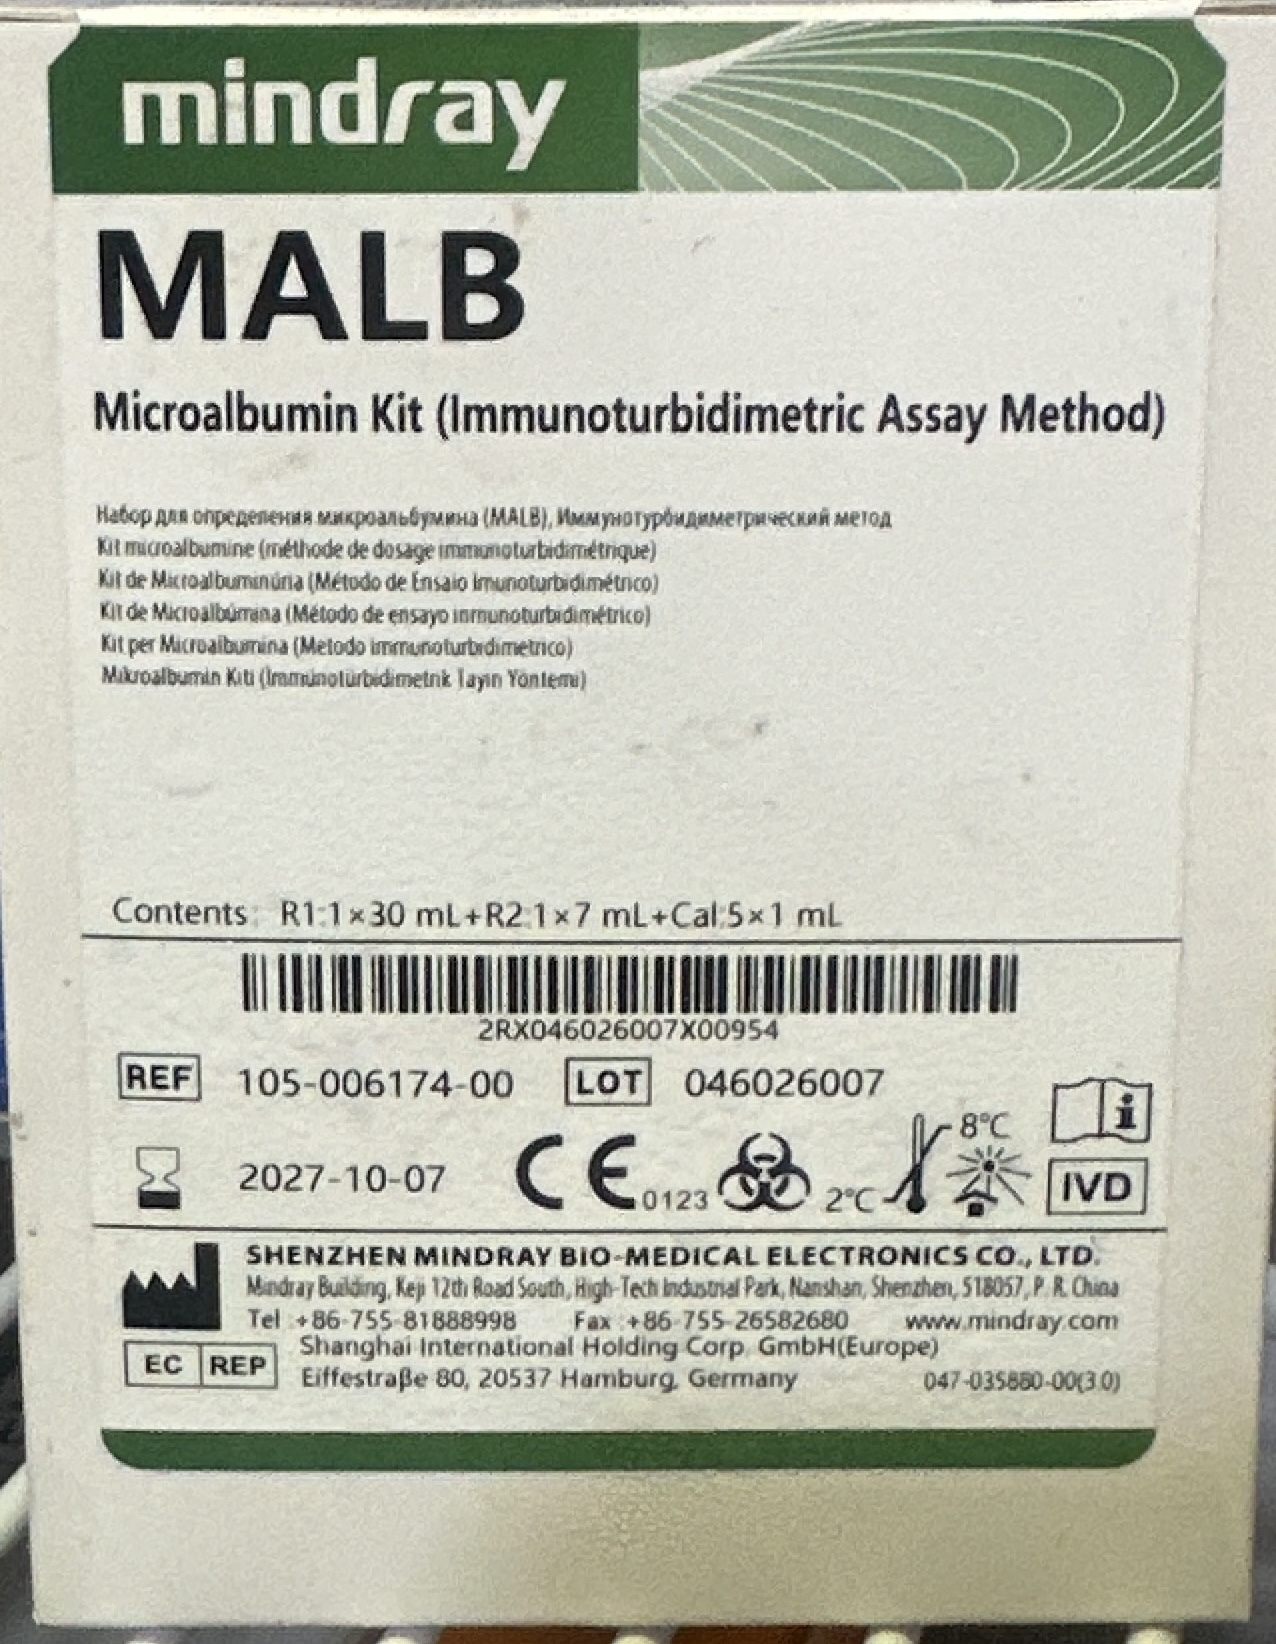 mindray
MALB
Microalbumin Kit (Immunoturbidimetric Assay Method)
Набор для определения микроальбумина (MALB), Иммунотурбидиметрический метод
Kit microalbumine (méthode de dosage immunoturbidimétrique)
Kit de Microalbuminúria (Método de Ensaio Imunoturbidimétrico)
Kit de Microalbúmina (Método de ensayo inmunoturbidimétrico)
Kit per Microalbumina (Metodo immunoturbidimetrico)
Mikroalbumin Kiti (İmmünotürbidimetrik Tayin Yöntemi)
Contents: R1:1×30 mL+R2:1×7 mL+Cal:5×1 mL
2RX046026007X00954
REF 105-006174-00 LOT 046026007
2027-10-07 CE 0123 2°C 8°C i IVD
SHENZHEN MINDRAY BIO-MEDICAL ELECTRONICS CO., LTD.
Mindray Building, Keji 12th Road South, High-Tech Industrial Park, Nanshan, Shenzhen, 518057, P. R. China
Tel :+86-755-81888998 Fax :+86-755-26582680 www.mindray.com
EC REP Shanghai International Holding Corp. GmbH(Europe)
Eiffestraße 80, 20537 Hamburg, Germany 047-035880-00(3.0)